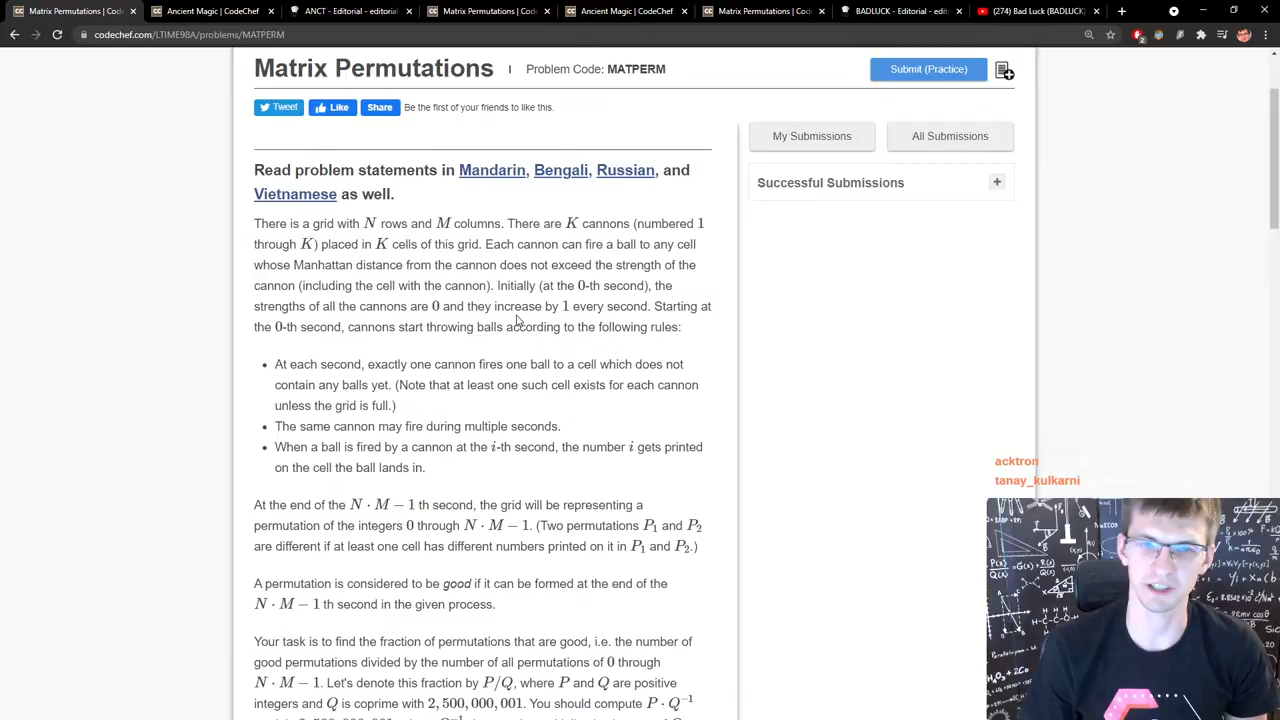 Matrix Permutations | CodeC
Ancient Magic | CodeChef
ANCT - Editorial - editorial
Matrix Permutations | CodeC
Ancient Magic | CodeChef
Matrix Permutations | CodeC
BADLUCK - Editorial - edit
(274) Bad Luck (BADLUCK)
codechef.com/LTIME98A/problems/MATPERM
Matrix Permutations | Problem Code: MATPERM
Submit (Practice)
Tweet Like Share Be the first of your friends to like this.
My Submissions All Submissions
Read problem statements in Mandarin, Bengali, Russian, and
Vietnamese as well.
Successful Submissions +
There is a grid with N rows and M columns. There are K cannons (numbered 1
through K) placed in K cells of this grid. Each cannon can fire a ball to any cell
whose Manhattan distance from the cannon does not exceed the strength of the
cannon (including the cell with the cannon). Initially (at the 0-th second), the
strengths of all the cannons are 0 and they increase by 1 every second. Starting at
the 0-th second, cannons start throwing balls according to the following rules:
• At each second, exactly one cannon fires one ball to a cell which does not
contain any balls yet. (Note that at least one such cell exists for each cannon
unless the grid is full.)
• The same cannon may fire during multiple seconds.
• When a ball is fired by a cannon at the i-th second, the number i gets printed
on the cell the ball lands in.
At the end of the N · M − 1 th second, the grid will be representing a
permutation of the integers 0 through N · M − 1. (Two permutations P1 and P2
are different if at least one cell has different numbers printed on it in P1 and P2.)
A permutation is considered to be good if it can be formed at the end of the
N · M − 1 th second in the given process.
Your task is to find the fraction of permutations that are good, i.e. the number of
good permutations divided by the number of all permutations of 0 through
N · M − 1. Let's denote this fraction by P/Q, where P and Q are positive
integers and Q is coprime with 2,500,000,001. You should compute P · Q−1
acktron
tanay_kulkarni